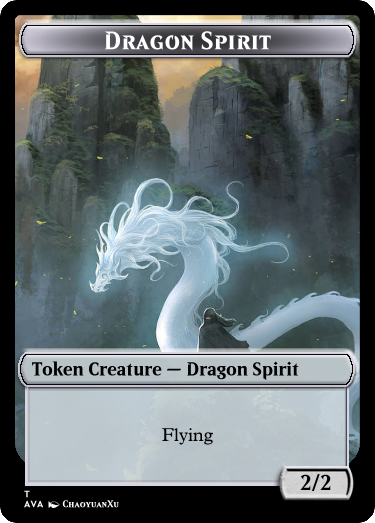 DRAGON SPIRIT
Token Creature — Dragon Spirit
Flying
2/2
T
AVA ChaoyuanXu